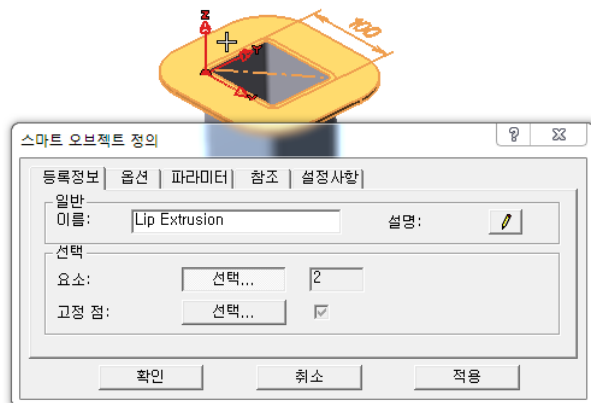 Z
100
Y
스마트 오브젝트 정의
등록정보 옵션 파라미터 참조 설정사항
일반
이름: Lip Extrusion 설명:
선택
요소: 선택... 2
고정 점: 선택...
확인 취소 적용